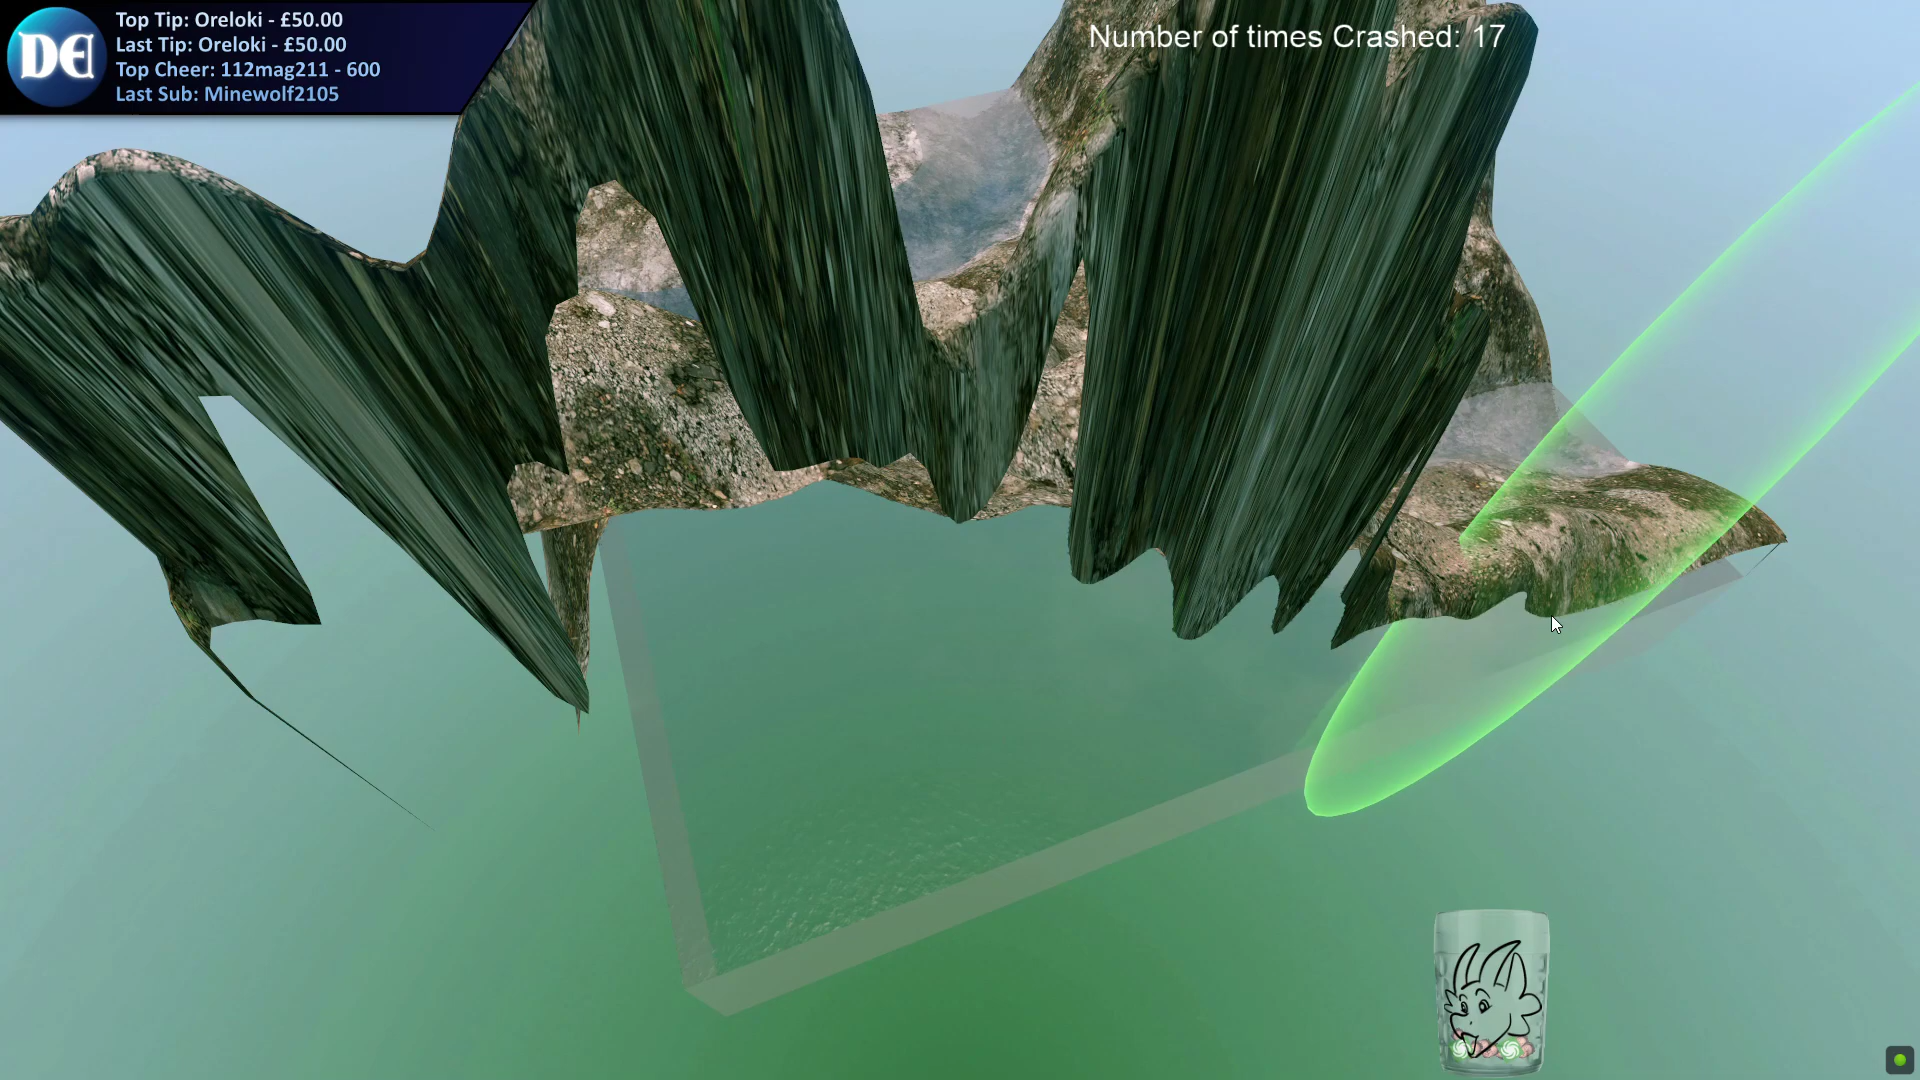 DE
Top Tip: Oreloki - £50.00
Last Tip: Oreloki - £50.00
Top Cheer: 112mag211 - 600
Last Sub: Minewolf2105
Number of times Crashed: 17